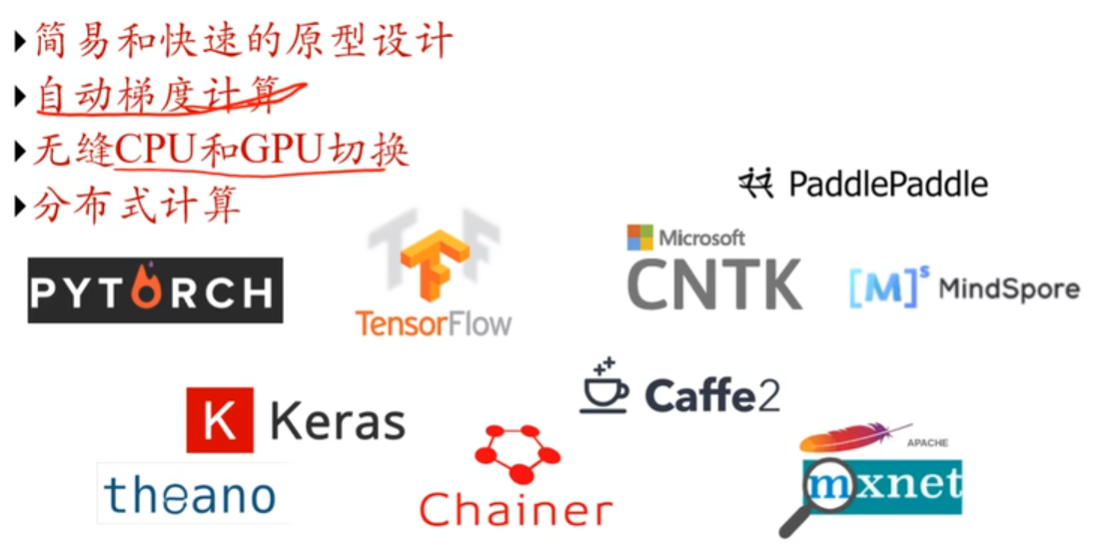 简易和快速的原型设计
自动梯度计算
无缝CPU和GPU切换
分布式计算
PaddlePaddle
PYTORCH
TensorFlow
Microsoft
CNTK
[M]s MindSpore
K Keras
Caffe2
theano
Chainer
APACHE
mxnet